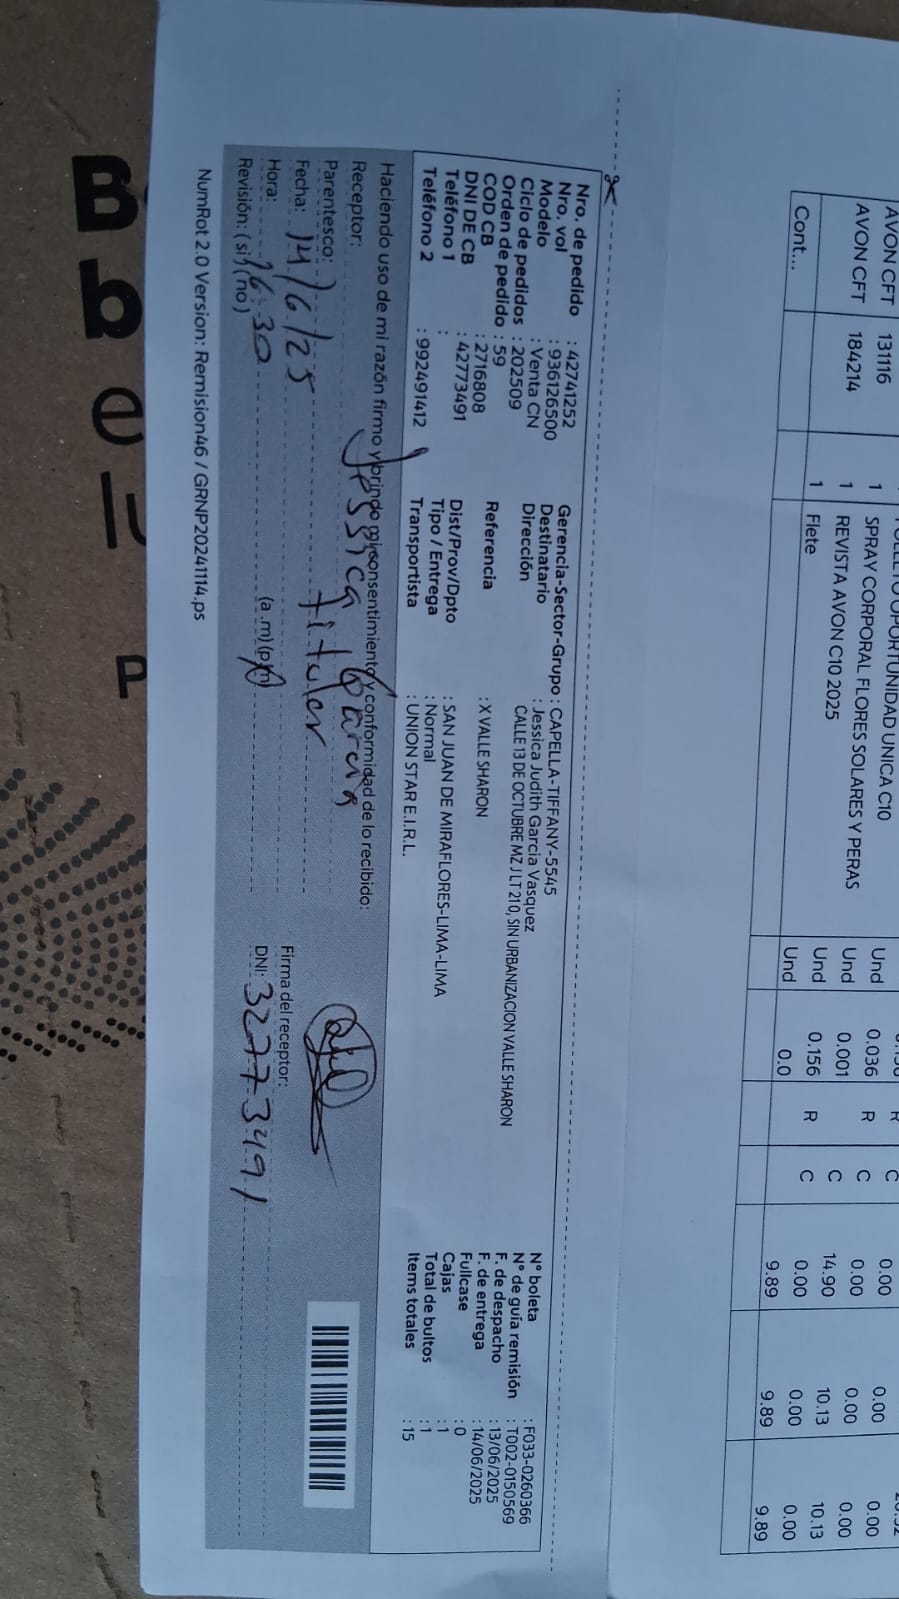 AVON CFT 131116 1 SPRAY CORPORAL FLORES SOLARES Y PERAS Und 0.036 R C 0.00 0.00 0.00
AVON CFT 184214 1 REVISTA AVON C10 2025 Und 0.001 R C 14.90 10.13 10.13
1 Flete Und 0.156 C 0.00 0.00 0.00
Cont... Und 0.0 9.89 9.89 9.89
Nro. de pedido : 42741252
Nro. vol : 936126500
Modelo : Venta CN
Ciclo de pedidos : 202509
Orden de pedido : 59
COD CB : 2716808
DNI DE CB : 42773491
Teléfono 1 :
Teléfono 2 : 992491412
Gerencia-Sector-Grupo : CAPELLA-TIFFANY-5545
Destinatario : Jessica Judith Garcia Vasquez
Dirección CALLE 13 DE OCTUBRE MZ J LT 210, SIN URBANIZACION VALLE SHARON
Referencia : X VALLE SHARON
Dist/Prov/Dpto : SAN JUAN DE MIRAFLORES-LIMA-LIMA
Tipo / Entrega : Normal
Transportista : UNION STAR E.I.R.L.
N° boleta : F033-0260366
N° de guía remisión : T002-0150569
F. de despacho : 13/06/2025
F. de entrega : 14/06/2025
Fullcase : 0
Cajas : 1
Total de bultos : 1
Items totales : 15
Haciendo uso de mi razón firmo y brindo mi consentimiento y conformidad de lo recibido:
Receptor: Jessica Garcia
Parentesco: titular
Fecha: 14/6/25
Hora: 16:30 (a.m)(p.m)
Revisión: (si) (no)
Firma del receptor:
DNI: 32773491
NumRot 2.0 Version: Remision46 / GRNP20241114.ps